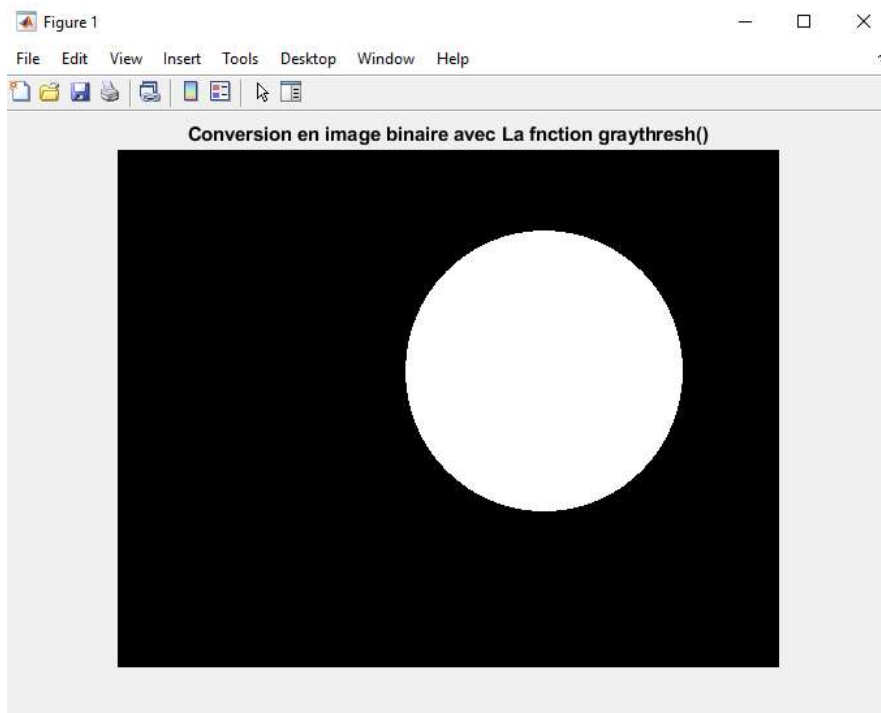 Figure 1
File Edit View Insert Tools Desktop Window Help
Conversion en image binaire avec La fnction graythresh()